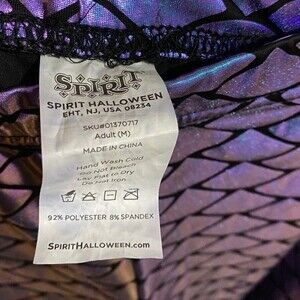 SPIRIT
SPIRIT HALLOWEEN
EHT, NJ, USA 08234
SKU#01370717
Adult (M)
MADE IN CHINA
Hand Wash Cold
Do Not Bleach
Lay Flat to Dry
Do Not Iron
92% POLYESTER 8% SPANDEX
SPIRITHALLOWEEN.COM